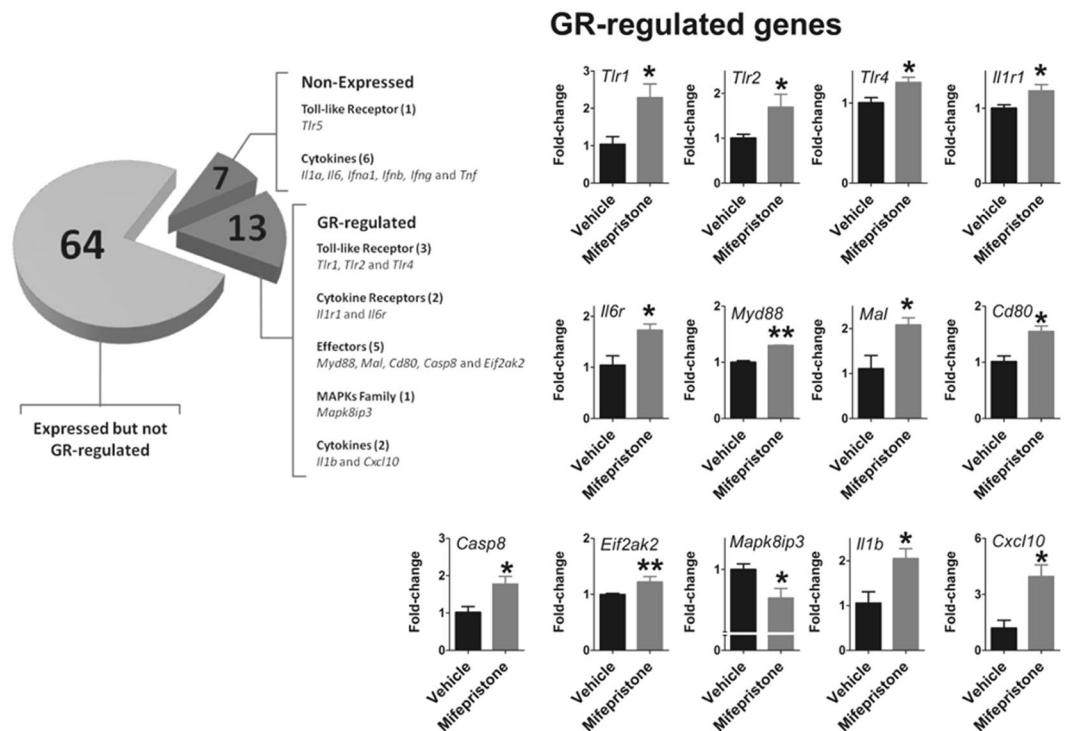 GR-regulated genes
64
7
13
Non-Expressed
Toll-like Receptor (1)
Tlr5
Cytokines (6)
Il1a, Il6, Ifna1, Ifnb, Ifng and Tnf
GR-regulated
Toll-like Receptor (3)
Tlr1, Tlr2 and Tlr4
Cytokine Receptors (2)
Il1r1 and Il6r
Effectors (5)
Myd88, Mal, Cd80, Casp8 and Eif2ak2
MAPKs Family (1)
Mapk8ip3
Cytokines (2)
Il1b and Cxcl10
Expressed but not
GR-regulated
Tlr1
*
Fold-change
3
2
1
0
Vehicle
Mifepristone
Tlr2
*
Fold-change
2
1
0
Vehicle
Mifepristone
Tlr4
*
Fold-change
1
0
Vehicle
Mifepristone
Il1r1
*
Fold-change
1
0
Vehicle
Mifepristone
Il6r
*
Fold-change
2
1
0
Vehicle
Mifepristone
Myd88
**
Fold-change
2
1
0
Vehicle
Mifepristone
Mal
*
Fold-change
2
1
0
Vehicle
Mifepristone
Cd80
*
Fold-change
2
1
0
Vehicle
Mifepristone
Casp8
*
Fold-change
3
2
1
0
Vehicle
Mifepristone
Eif2ak2
**
Fold-change
2
1
0
Vehicle
Mifepristone
Mapk8ip3
*
Fold-change
1
0
Vehicle
Mifepristone
Il1b
*
Fold-change
2
1
0
Vehicle
Mifepristone
Cxcl10
*
Fold-change
6
3
0
Vehicle
Mifepristone